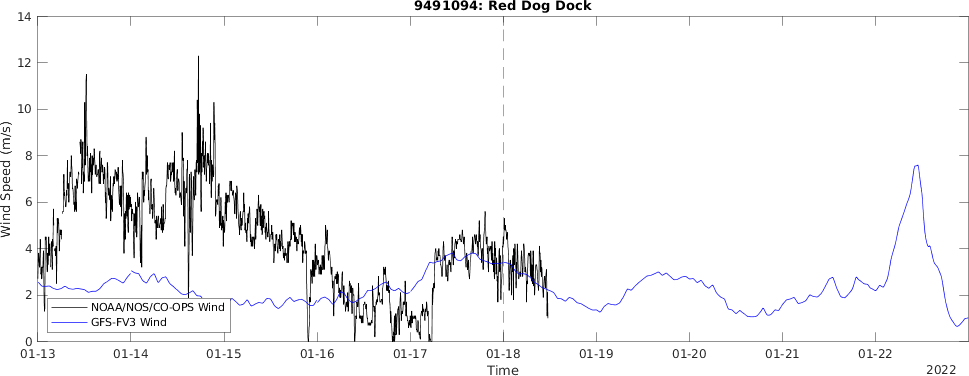 9491094: Red Dog Dock
14
12
10
8
6
4
2
0
Wind Speed (m/s)
NOAA/NOS/CO-OPS Wind
GFS-FV3 Wind
01-13 01-14 01-15 01-16 01-17 01-18 01-19 01-20 01-21 01-22
Time
2022